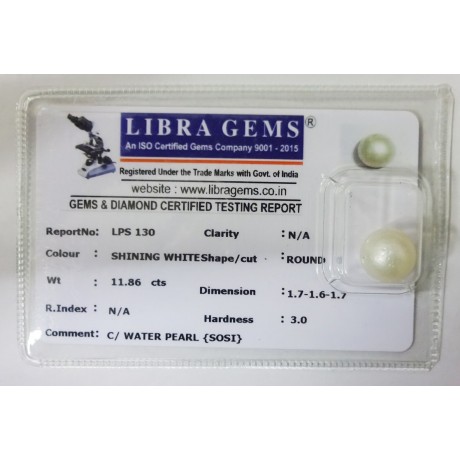 LIBRA GEMS®
An ISO Certified Gems Company 9001 - 2015
Registered Under the Trade Marks with Govt. of India
website : www.libragems.co.in
GEMS & DIAMOND CERTIFIED TESTING REPORT
ReportNo: LPS 130 Clarity : N/A
Colour : SHINING WHITE Shape/cut : ROUND
Wt : 11.86 cts Dimension : 1.7-1.6-1.7
R.Index : N/A Hardness : 3.0
Comment: C/ WATER PEARL {SOSI}